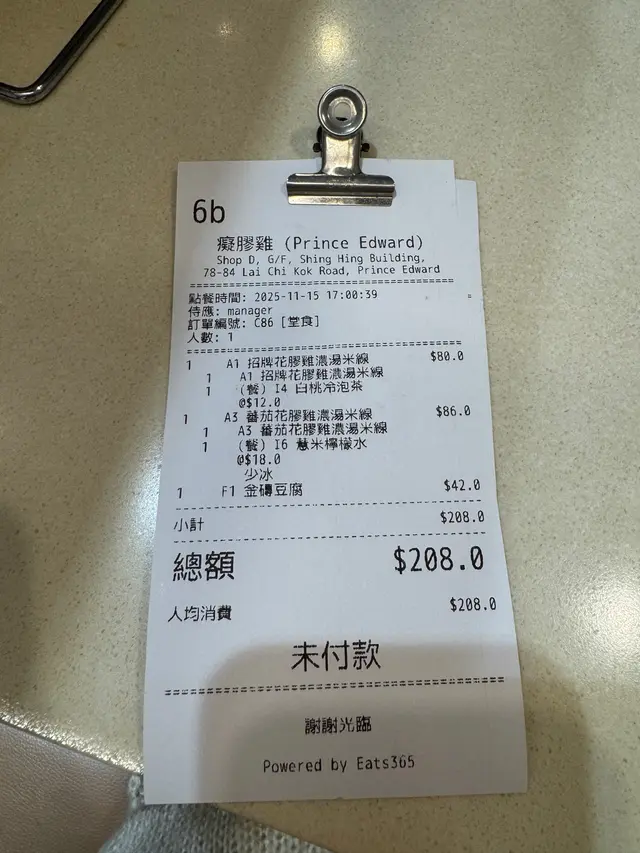 6b
癡膠雞 (Prince Edward)
Shop D, G/F, Shing Hing Building,
78-84 Lai Chi Kok Road, Prince Edward
點餐時間: 2025-11-15 17:00:39
侍應: manager
訂單編號: C86 [堂食]
人數: 1
1 A1 招牌花膠雞濃湯米線 $80.0
1 A1 招牌花膠雞濃湯米線
1 (餐) I4 白桃冷泡茶
@$12.0
1 A3 蕃茄花膠雞濃湯米線 $86.0
1 A3 蕃茄花膠雞濃湯米線
1 (餐) I6 薏米檸檬水
@$18.0
少冰
1 F1 金磚豆腐 $42.0
小計 $208.0
總額 $208.0
人均消費 $208.0
未付款
謝謝光臨
Powered by Eats365